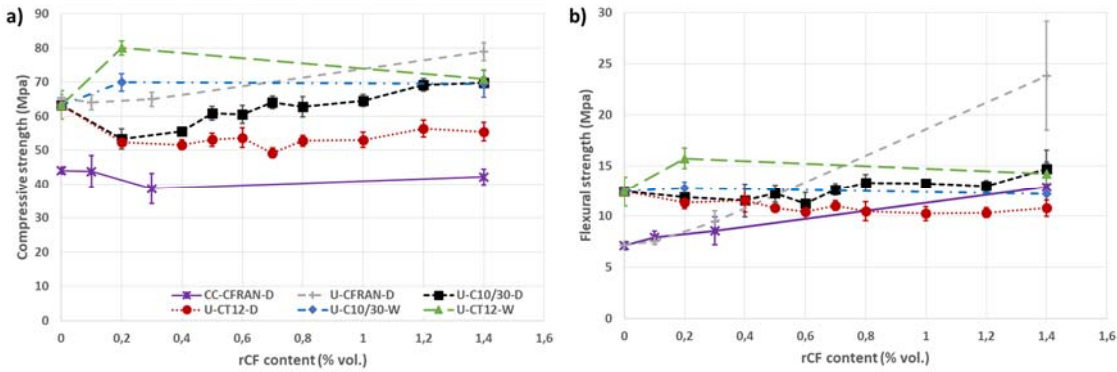 a)
Compressive strength (Mpa)
90
80
70
60
50
40
30
20
10
0
0 0,2 0,4 0,6 0,8 1 1,2 1,4 1,6
rCF content (% vol.)
CC-CFRAN-D U-CFRAN-D U-C10/30-D
U-CT12-D U-C10/30-W U-CT12-W
b)
Flexural strength (Mpa)
30
25
20
15
10
5
0
0 0,2 0,4 0,6 0,8 1 1,2 1,4 1,6
rCF content (% vol.)